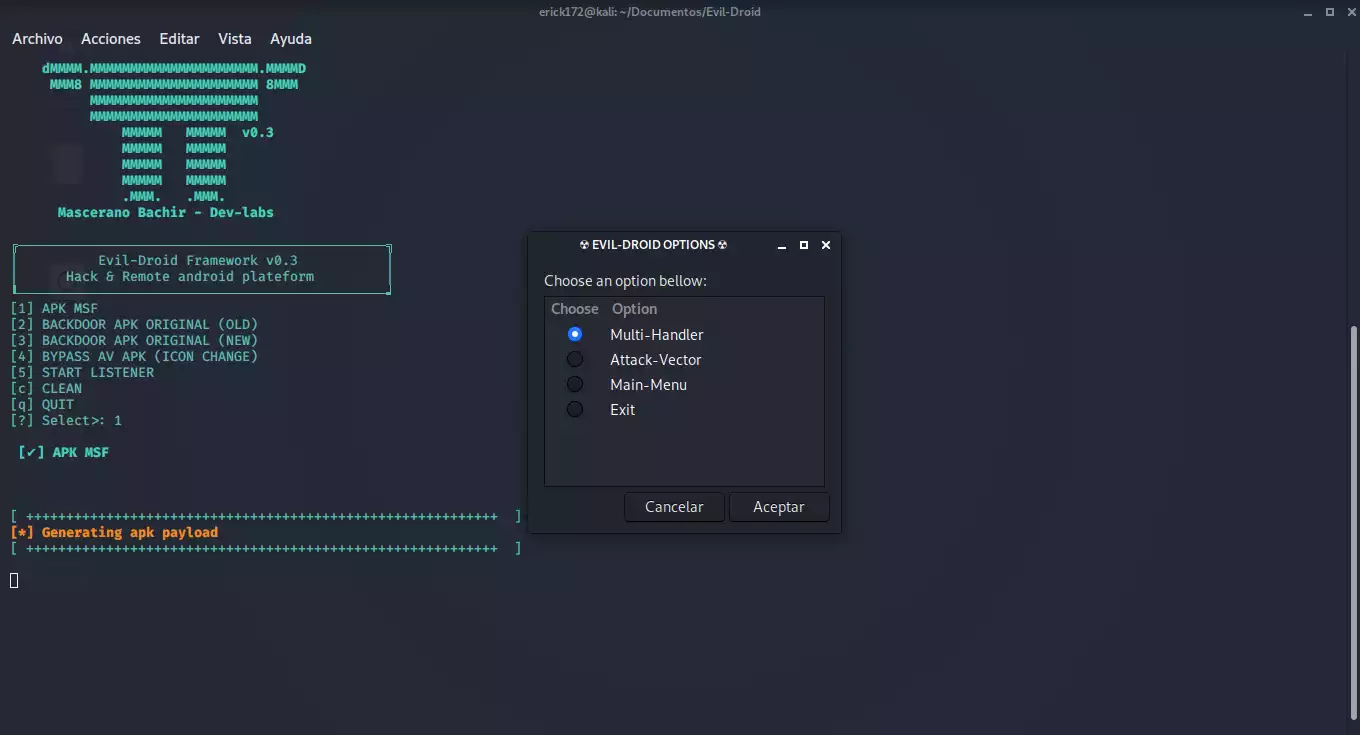 erick172@kali: ~/Documentos/Evil-Droid
Archivo Acciones Editar Vista Ayuda
dMMMM.MMMMMMMMMMMMMMMMMMMMM.MMMMD
MMM8 MMMMMMMMMMMMMMMMMMMMM 8MMM
MMMMMMMMMMMMMMMMMMMMM
MMMMMMMMMMMMMMMMMMMMM
MMMMM MMMMM v0.3
MMMMM MMMMM
MMMMM MMMMM
MMMMM MMMMM
.MMM. .MMM.
Mascerano Bachir - Dev-labs
Evil-Droid Framework v0.3
Hack & Remote android plateform
[1] APK MSF
[2] BACKDOOR APK ORIGINAL (OLD)
[3] BACKDOOR APK ORIGINAL (NEW)
[4] BYPASS AV APK (ICON CHANGE)
[5] START LISTENER
[c] CLEAN
[q] QUIT
[?] Select>: 1
[✔] APK MSF
[ +++++++++++++++++++++++++++++++++++++++++++++++++++++++++++ ]
[*] Generating apk payload
[ +++++++++++++++++++++++++++++++++++++++++++++++++++++++++++ ]
☢ EVIL-DROID OPTIONS ☢
Choose an option bellow:
Choose Option
Multi-Handler
Attack-Vector
Main-Menu
Exit
Cancelar Aceptar